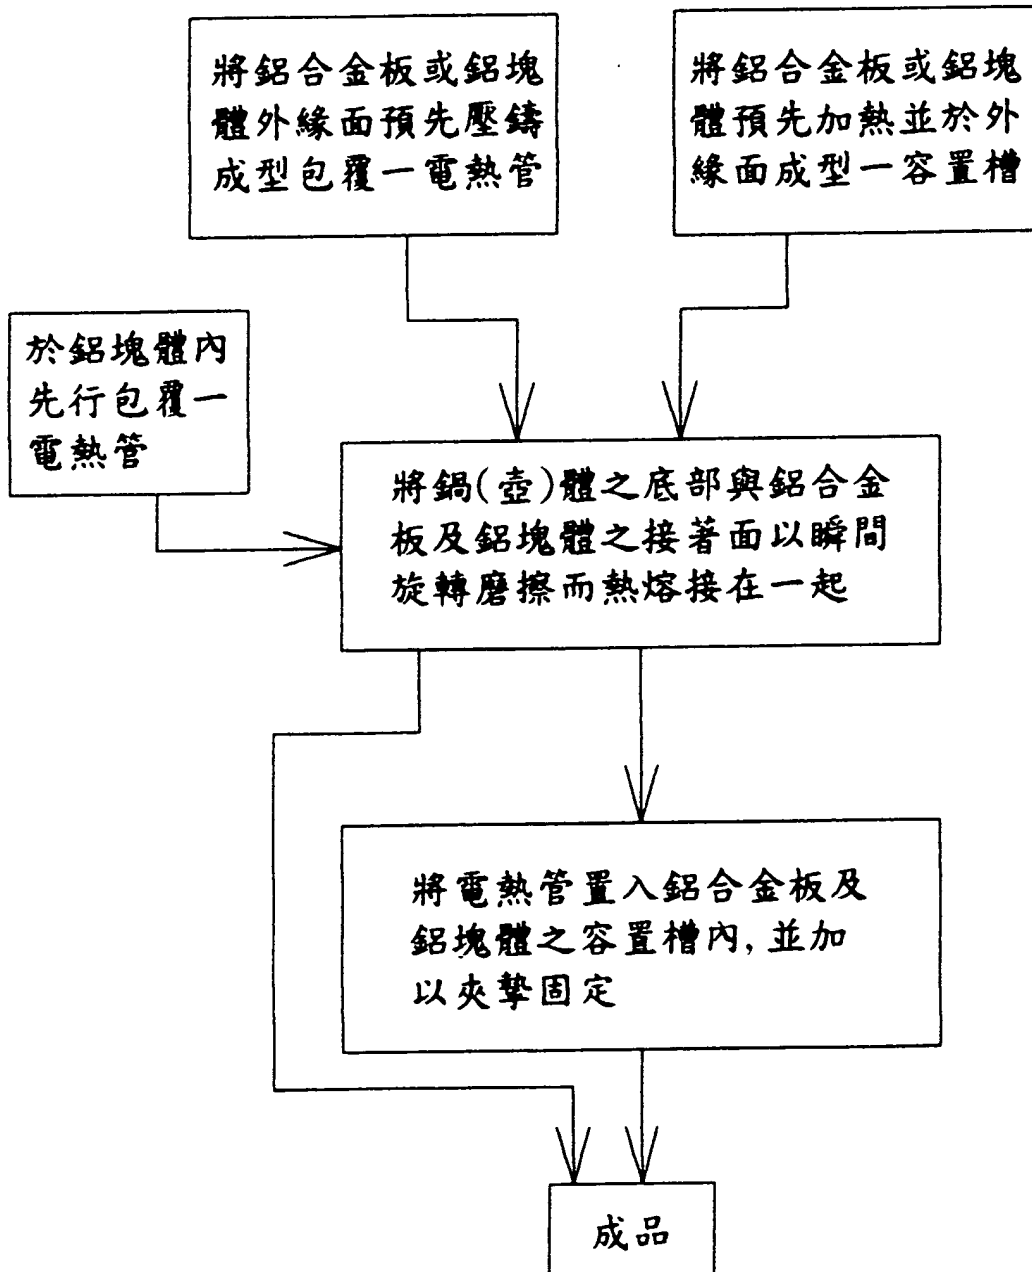 將鋁合金板或鋁塊
體外緣面預先壓鑄
成型包覆一電熱管
將鋁合金板或鋁塊
體預先加熱並於外
緣面成型一容置槽
於鋁塊體內
先行包覆一
電熱管
將鍋(壺)體之底部與鋁合金
板及鋁塊體之接著面以瞬間
旋轉磨擦而熱熔接在一起
將電熱管置入鋁合金板及
鋁塊體之容置槽內,並加
以夾摯固定
成品